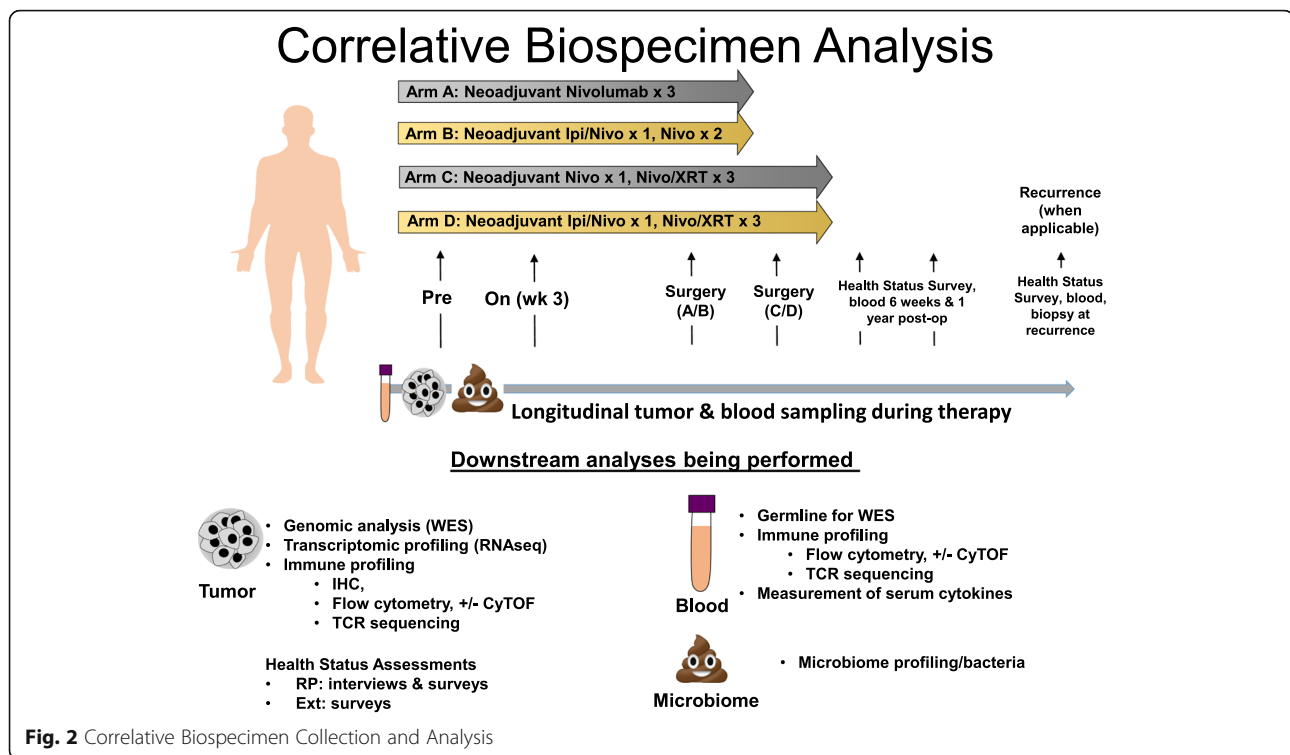 Correlative Biospecimen Analysis
Arm A: Neoadjuvant Nivolumab x 3
Arm B: Neoadjuvant Ipi/Nivo x 1, Nivo x 2
Arm C: Neoadjuvant Nivo x 1, Nivo/XRT x 3
Arm D: Neoadjuvant Ipi/Nivo x 1, Nivo/XRT x 3
Recurrence
(when
applicable)
Pre
On (wk 3)
Surgery
(A/B)
Surgery
(C/D)
Health Status Survey,
blood 6 weeks & 1
year post-op
Health Status
Survey, blood,
biopsy at
recurrence
Longitudinal tumor & blood sampling during therapy
Downstream analyses being performed
Tumor
• Genomic analysis (WES)
• Transcriptomic profiling (RNAseq)
• Immune profiling
• IHC,
• Flow cytometry, +/- CyTOF
• TCR sequencing
Blood
• Germline for WES
• Immune profiling
• Flow cytometry, +/- CyTOF
• TCR sequencing
• Measurement of serum cytokines
Health Status Assessments
• RP: interviews & surveys
• Ext: surveys
Microbiome
• Microbiome profiling/bacteria
Fig. 2 Correlative Biospecimen Collection and Analysis